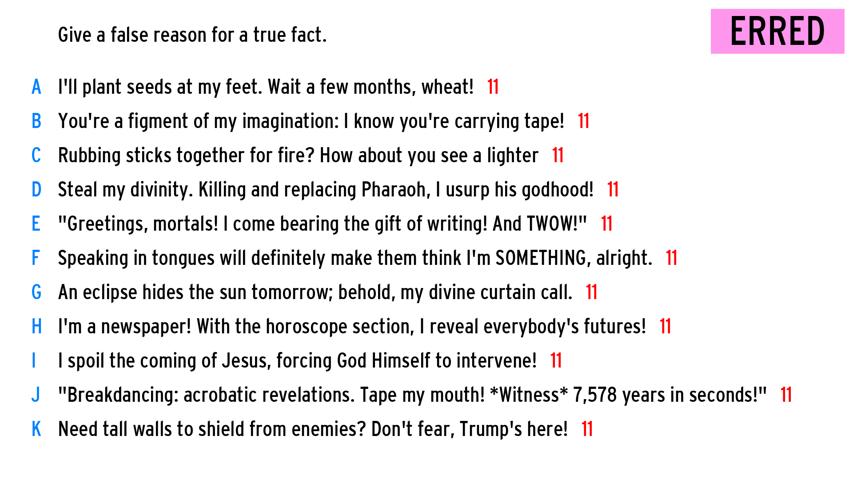 Give a false reason for a true fact.
ERRED
A I'll plant seeds at my feet. Wait a few months, wheat! 11
B You're a figment of my imagination: I know you're carrying tape! 11
C Rubbing sticks together for fire? How about you see a lighter 11
D Steal my divinity. Killing and replacing Pharaoh, I usurp his godhood! 11
E "Greetings, mortals! I come bearing the gift of writing! And TWOW!" 11
F Speaking in tongues will definitely make them think I'm SOMETHING, alright. 11
G An eclipse hides the sun tomorrow; behold, my divine curtain call. 11
H I'm a newspaper! With the horoscope section, I reveal everybody's futures! 11
I I spoil the coming of Jesus, forcing God Himself to intervene! 11
J "Breakdancing: acrobatic revelations. Tape my mouth! *Witness* 7,578 years in seconds!" 11
K Need tall walls to shield from enemies? Don't fear, Trump's here! 11